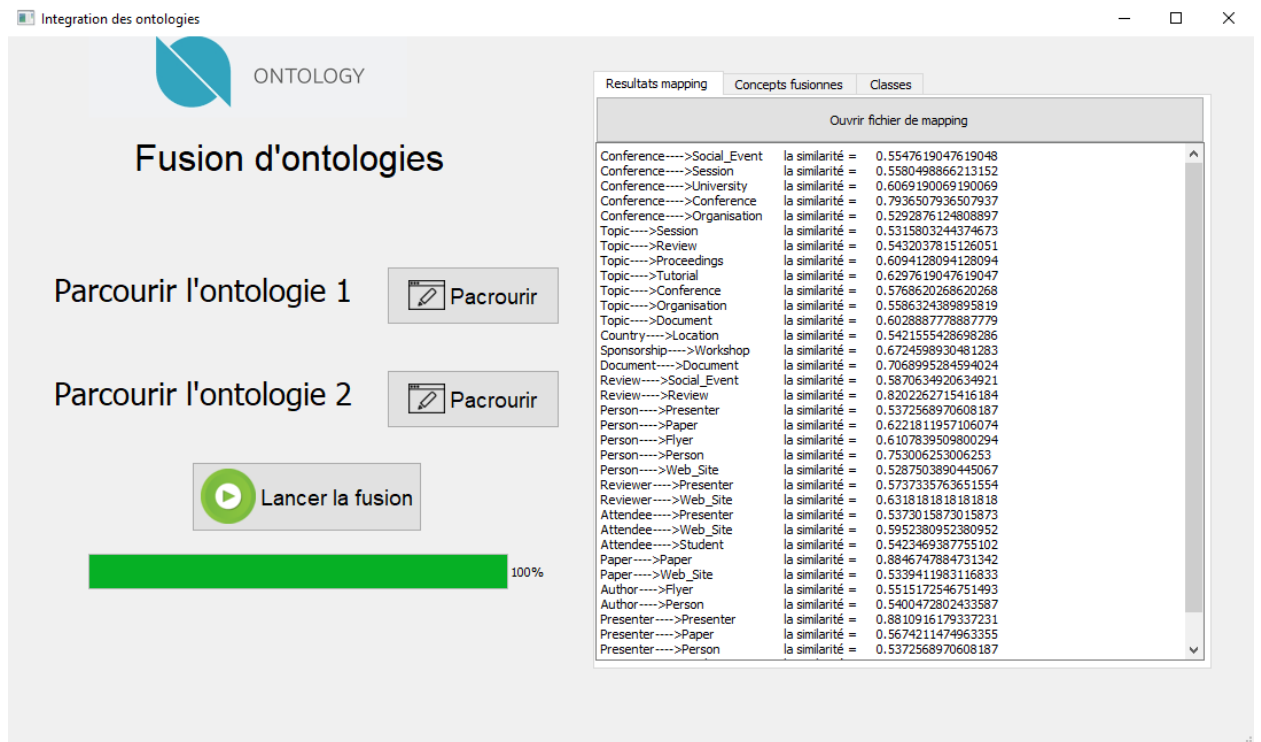 Integration des ontologies
ONTOLOGY
Fusion d'ontologies
Parcourir l'ontologie 1
Pacrourir
Parcourir l'ontologie 2
Pacrourir
Lancer la fusion
100%
Resultats mapping Concepts fusionnes Classes
Ouvrir fichier de mapping
Conference---->Social_Event la similarité = 0.5547619047619048
Conference---->Session la similarité = 0.5580498866213152
Conference---->University la similarité = 0.6069190069190069
Conference---->Conference la similarité = 0.7936507936507937
Conference---->Organisation la similarité = 0.5292876124808897
Topic---->Session la similarité = 0.5315803244374673
Topic---->Review la similarité = 0.5432037815126051
Topic---->Proceedings la similarité = 0.6094128094128094
Topic---->Tutorial la similarité = 0.6297619047619047
Topic---->Conference la similarité = 0.5768620268620268
Topic---->Organisation la similarité = 0.5586324389895819
Topic---->Document la similarité = 0.6028887778887779
Country---->Location la similarité = 0.5421555428698286
Sponsorship---->Workshop la similarité = 0.6724598930481283
Document---->Document la similarité = 0.7068995284594024
Review---->Social_Event la similarité = 0.5870634920634921
Review---->Review la similarité = 0.8202262715416184
Person---->Presenter la similarité = 0.5372568970608187
Person---->Paper la similarité = 0.6221811957106074
Person---->Flyer la similarité = 0.6107839509800294
Person---->Person la similarité = 0.753006253006253
Person---->Web_Site la similarité = 0.5287503890445067
Reviewer---->Presenter la similarité = 0.5737335763651554
Reviewer---->Web_Site la similarité = 0.6318181818181818
Attendee---->Presenter la similarité = 0.5373015873015873
Attendee---->Web_Site la similarité = 0.5952380952380952
Attendee---->Student la similarité = 0.5423469387755102
Paper---->Paper la similarité = 0.8846747884731342
Paper---->Web_Site la similarité = 0.5339411983116833
Author---->Flyer la similarité = 0.5515172546751493
Author---->Person la similarité = 0.5400472802433587
Presenter---->Presenter la similarité = 0.8810916179337231
Presenter---->Paper la similarité = 0.5674211474963355
Presenter---->Person la similarité = 0.5372568970608187